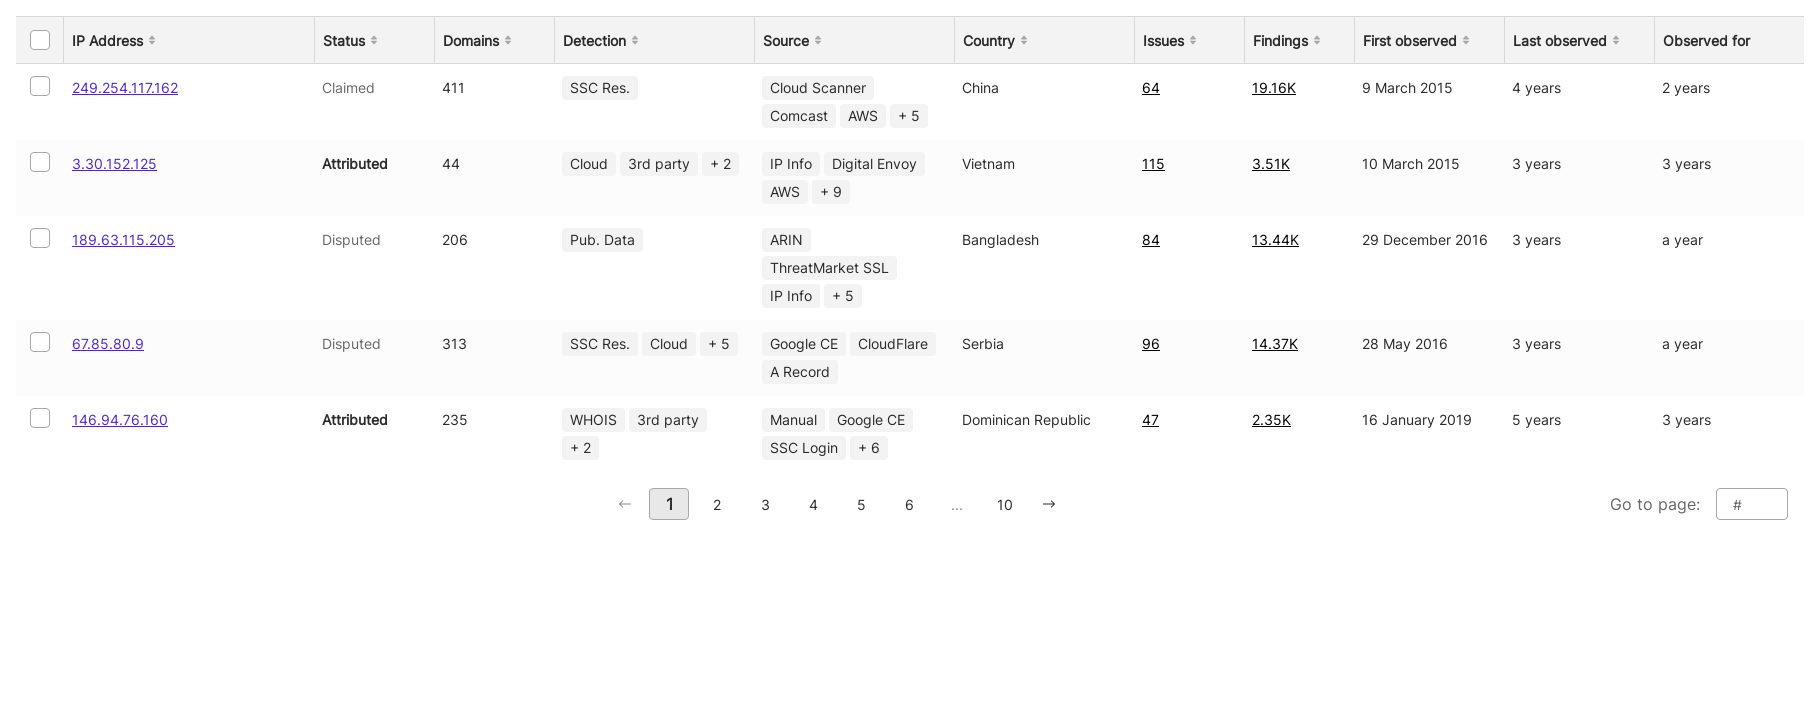 IP Address Status Domains Detection Source Country Issues Findings First observed Last observed Observed for
249.254.117.162 Claimed 411 SSC Res. Cloud Scanner China 64 19.16K 9 March 2015 4 years 2 years
Comcast AWS + 5
3.30.152.125 Attributed 44 Cloud 3rd party + 2 IP Info Digital Envoy Vietnam 115 3.51K 10 March 2015 3 years 3 years
AWS + 9
189.63.115.205 Disputed 206 Pub. Data ARIN Bangladesh 84 13.44K 29 December 2016 3 years a year
ThreatMarket SSL
IP Info + 5
67.85.80.9 Disputed 313 SSC Res. Cloud + 5 Google CE CloudFlare Serbia 96 14.37K 28 May 2016 3 years a year
A Record
146.94.76.160 Attributed 235 WHOIS 3rd party Manual Google CE Dominican Republic 47 2.35K 16 January 2019 5 years 3 years
+ 2 SSC Login + 6
← 1 2 3 4 5 6 ... 10 → Go to page: #